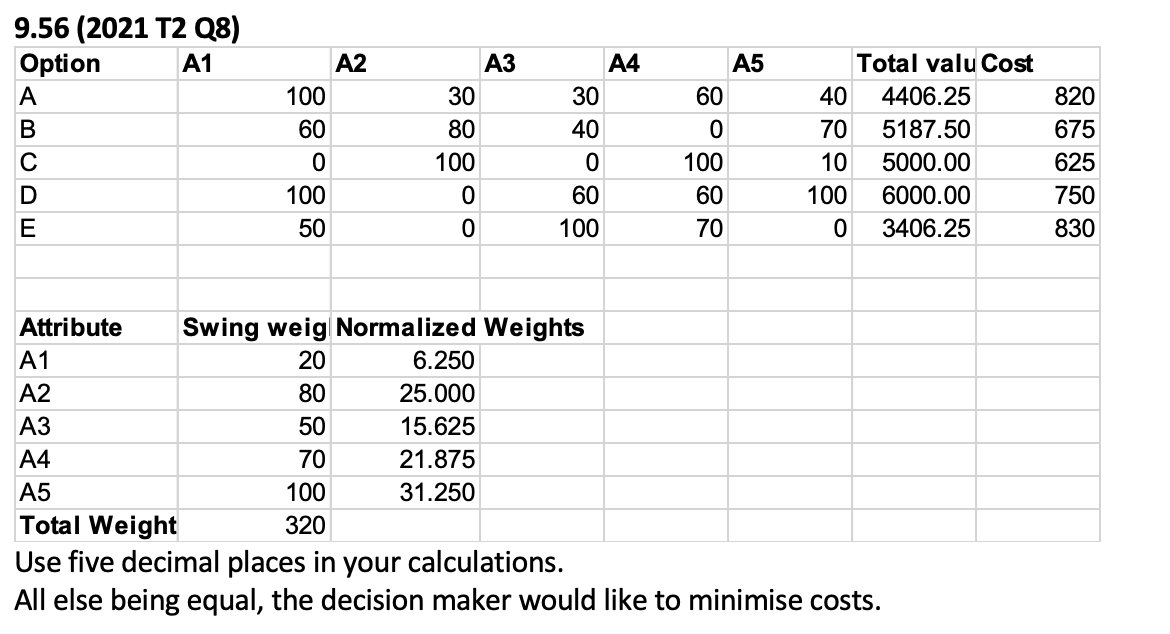 9.56 (2021 T2 Q8)
Option A1 A2 A3 A4 A5 Total valu Cost
A 100 30 30 60 40 4406.25 820
B 60 80 40 0 70 5187.50 675
C 0 100 0 100 10 5000.00 625
D 100 0 60 60 100 6000.00 750
E 50 0 100 70 0 3406.25 830
Attribute Swing weig Normalized Weights
A1 20 6.250
A2 80 25.000
A3 50 15.625
A4 70 21.875
A5 100 31.250
Total Weight 320
Use five decimal places in your calculations.
All else being equal, the decision maker would like to minimise costs.